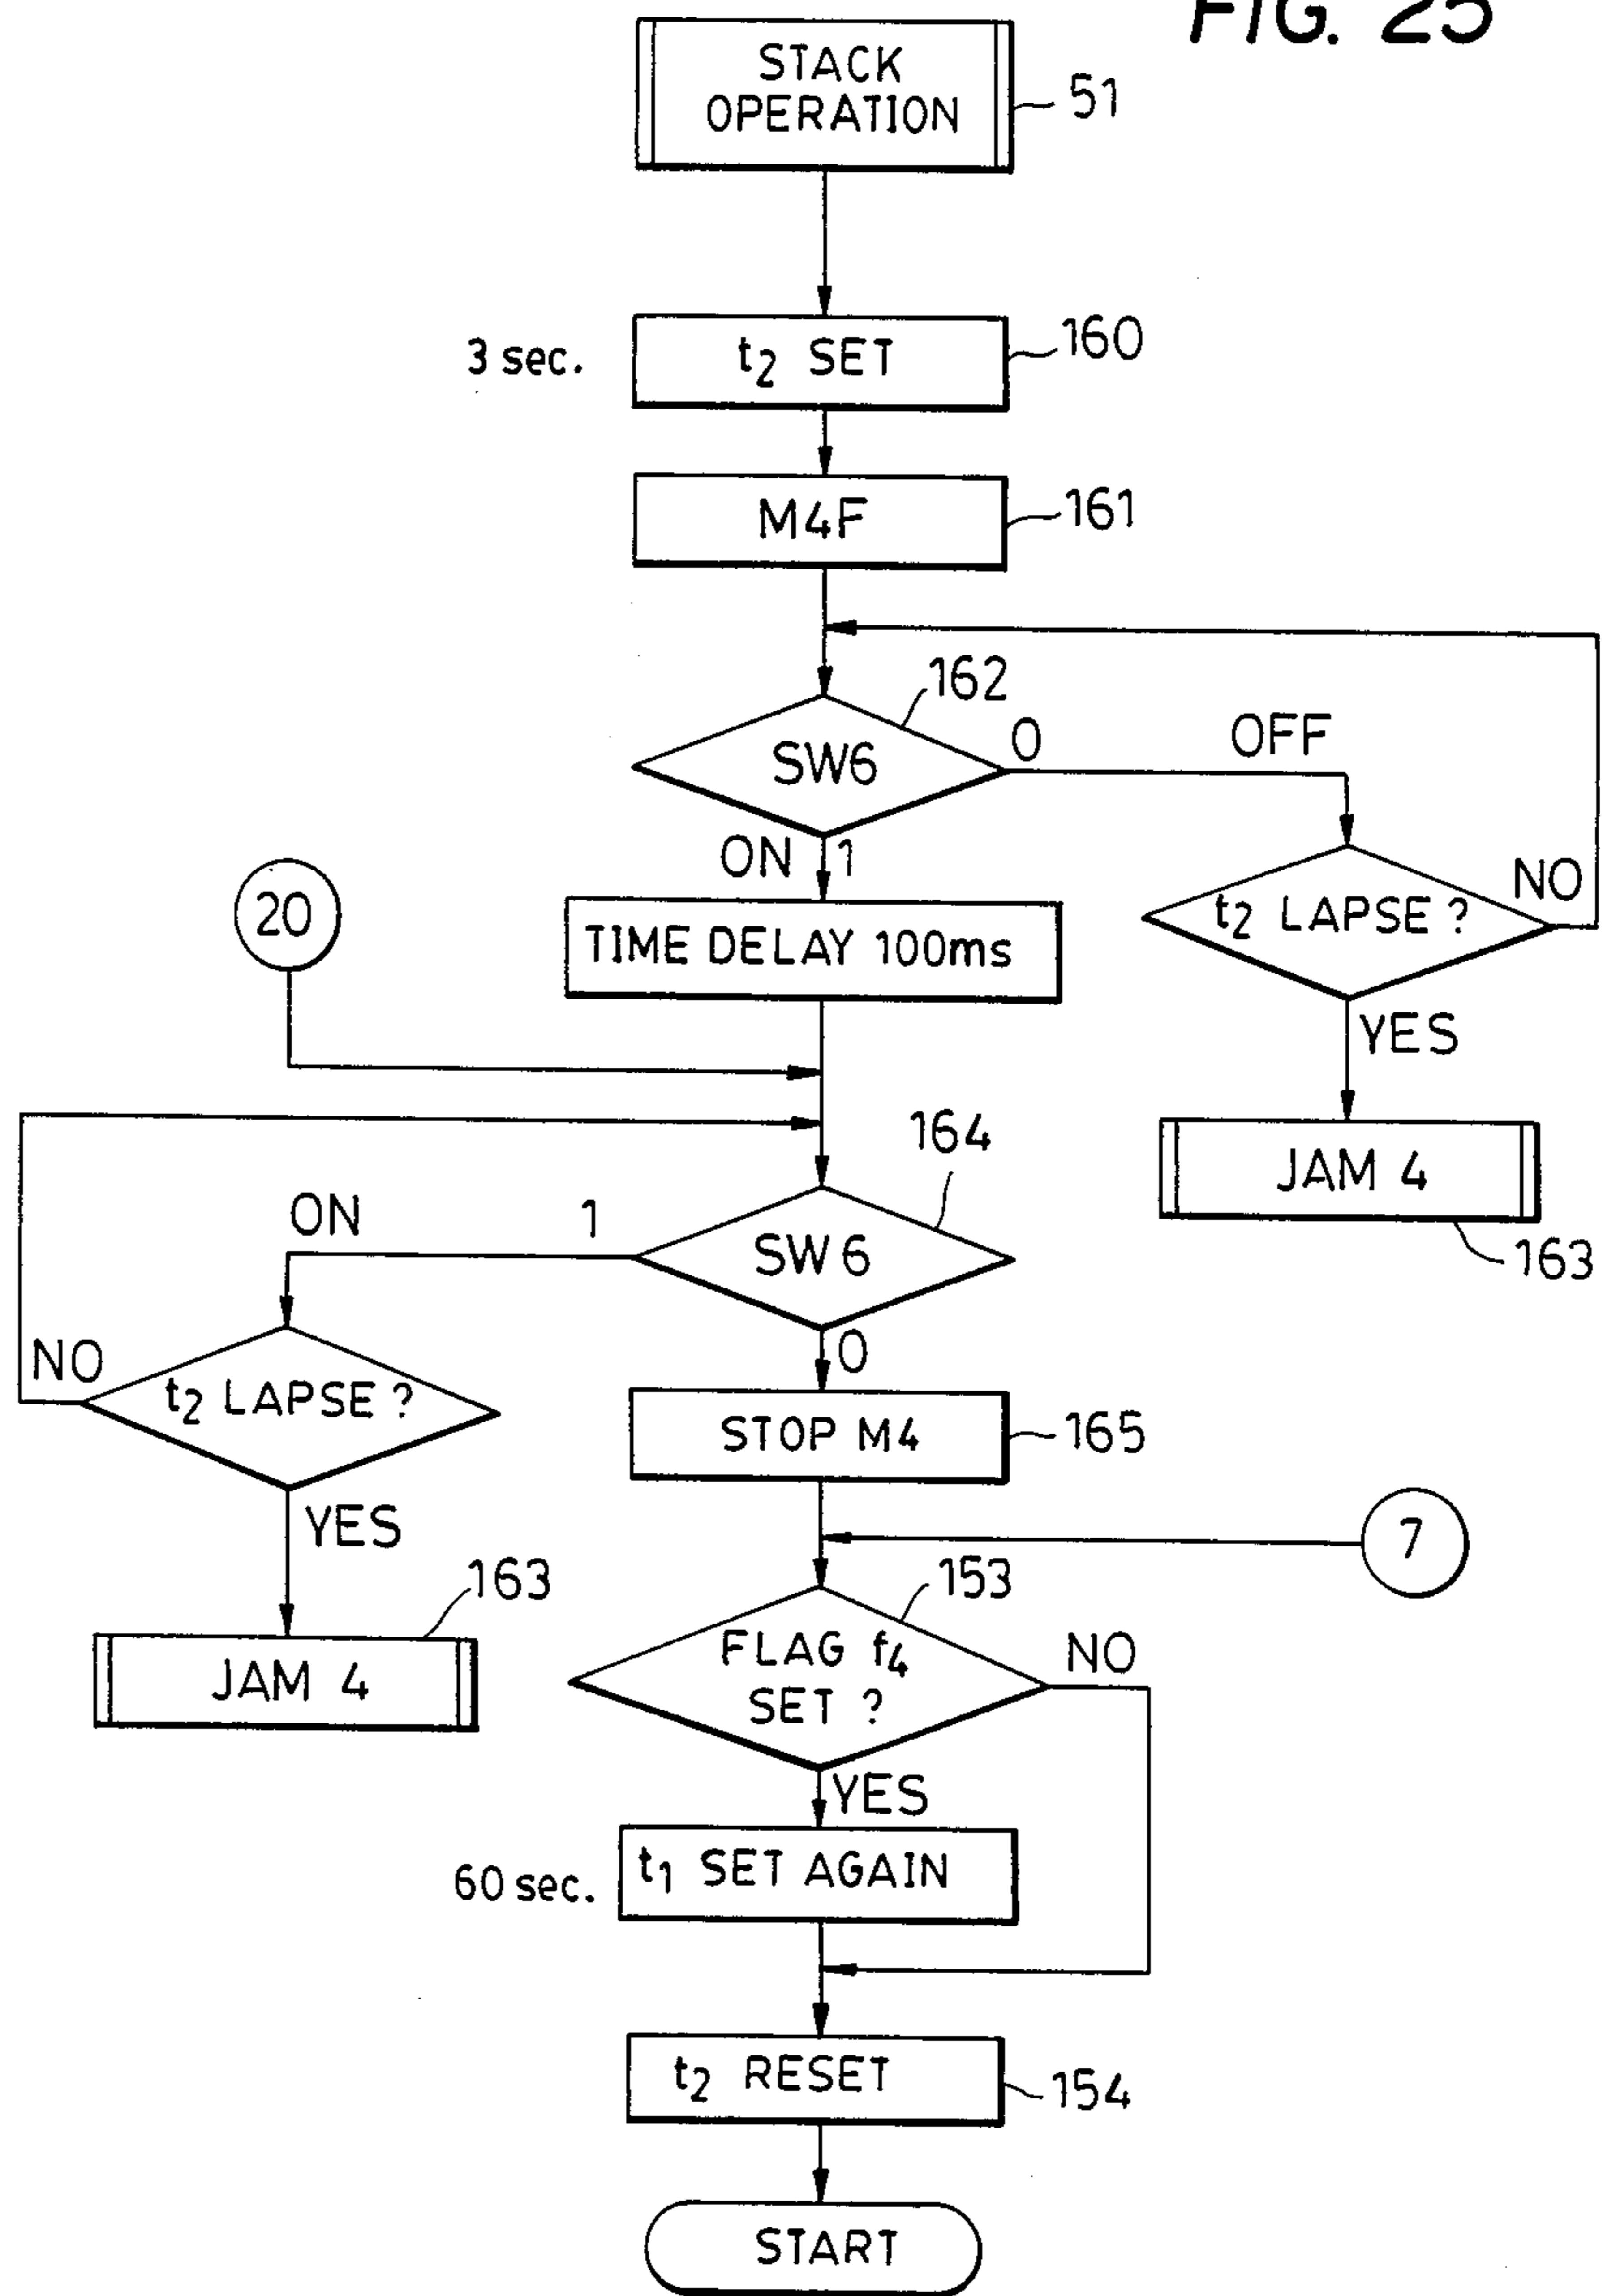 FIG. 25
STACK
OPERATION
51
3 sec.
t₂ SET
160
M4F
161
162
SW6
0
OFF
ON 1
20
TIME DELAY 100ms
t₂ LAPSE ?
NO
YES
JAM 4
163
164
ON
1
SW 6
0
NO
t₂ LAPSE ?
STOP M4
165
YES
7
163
JAM 4
153
FLAG f₄
SET ?
NO
YES
60 sec.
t₁ SET AGAIN
t₂ RESET
154
START